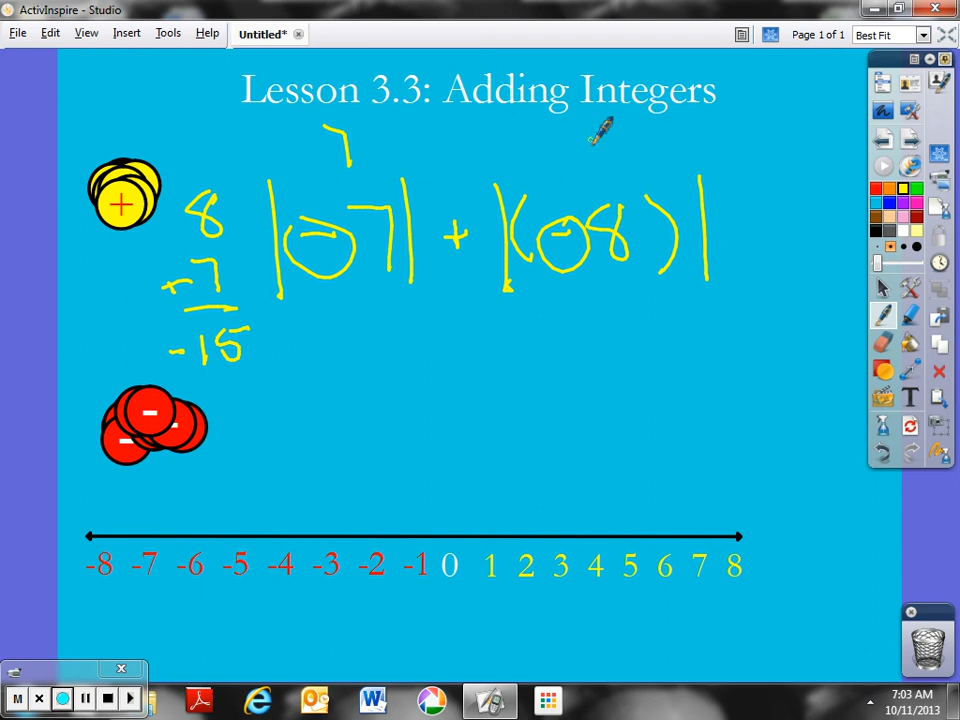 ActivInspire - Studio
File Edit View Insert Tools Help Untitled* Page 1 of 1 Best Fit
Lesson 3.3: Adding Integers
7
+
8 |-7| + |(-8)|
+7
-15
-
-
-
-8 -7 -6 -5 -4 -3 -2 -1 0 1 2 3 4 5 6 7 8
M
7:03 AM
10/11/2013